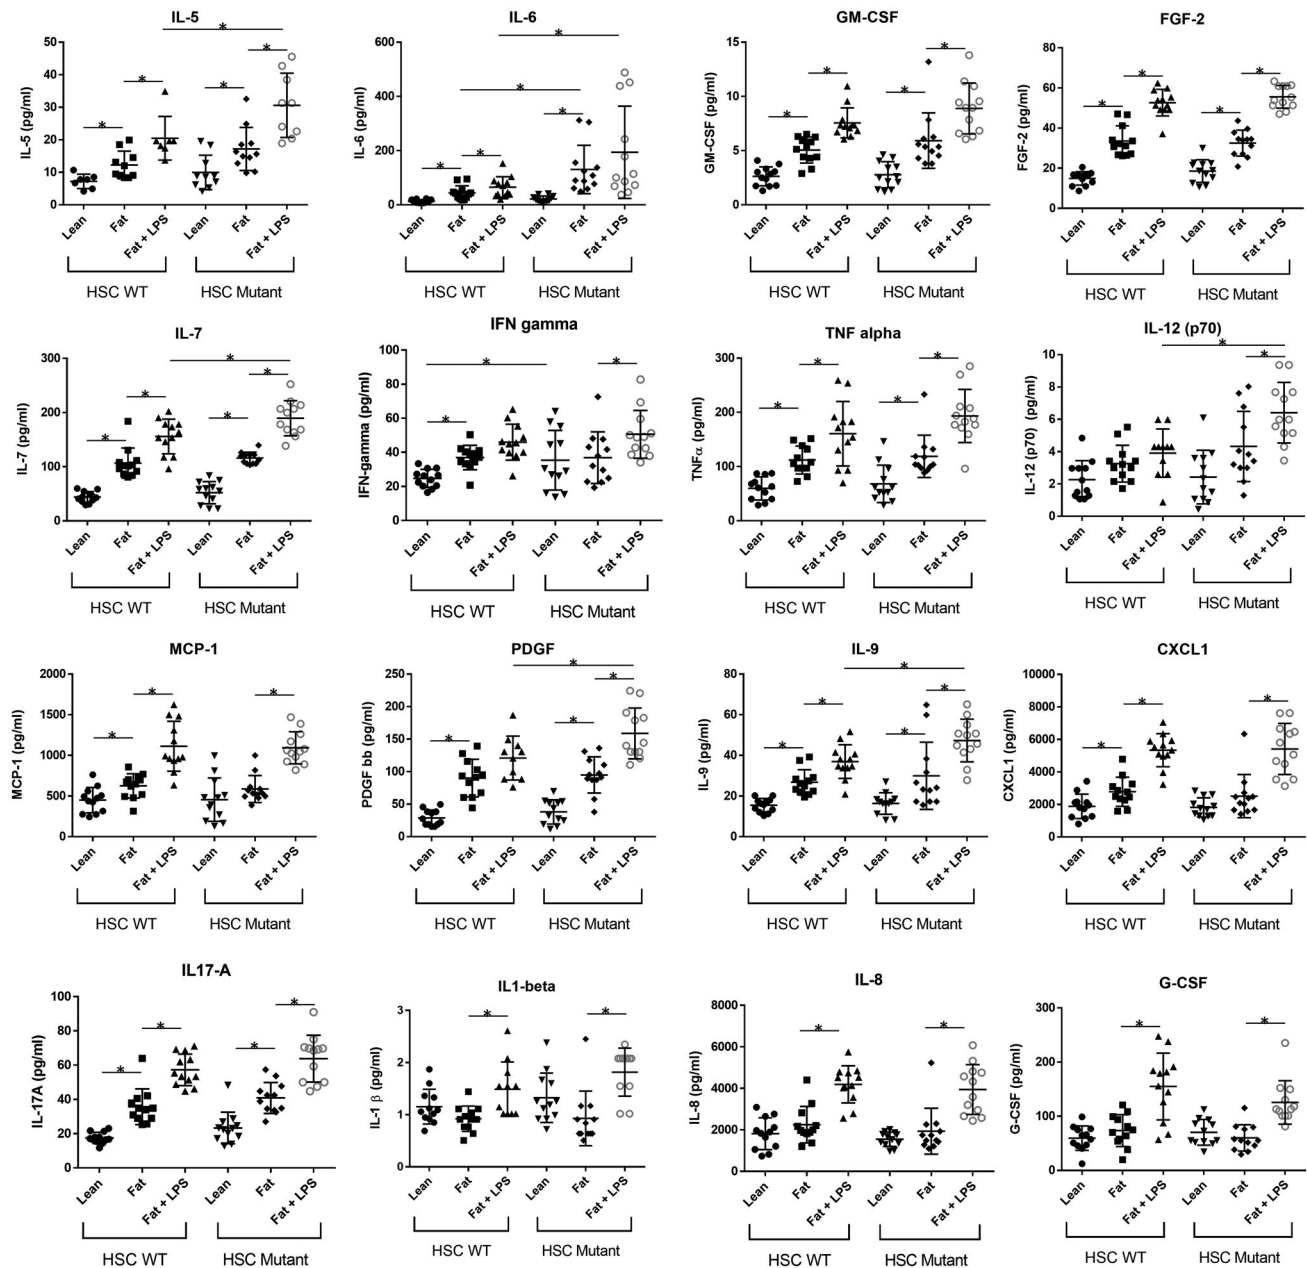 IL-5
IL-5 (pg/ml)
50
40
30
20
10
0
*
*
*
*
*
Lean
Fat
Fat + LPS
Lean
Fat
Fat + LPS
HSC WT
HSC Mutant
IL-6
IL-6 (pg/ml)
600
400
200
0
*
*
*
*
*
Lean
Fat
Fat + LPS
Lean
Fat
Fat + LPS
HSC WT
HSC Mutant
GM-CSF
GM-CSF (pg/ml)
15
10
5
0
*
*
*
*
Lean
Fat
Fat + LPS
Lean
Fat
Fat + LPS
HSC WT
HSC Mutant
FGF-2
FGF-2 (pg/ml)
80
60
40
20
0
*
*
*
*
Lean
Fat
Fat + LPS
Lean
Fat
Fat + LPS
HSC WT
HSC Mutant
IL-7
IL-7 (pg/ml)
300
200
100
0
*
*
*
*
*
Lean
Fat
Fat + LPS
Lean
Fat
Fat + LPS
HSC WT
HSC Mutant
IFN gamma
IFN-gamma (pg/ml)
100
80
60
40
20
0
*
*
*
Lean
Fat
Fat + LPS
Lean
Fat
Fat + LPS
HSC WT
HSC Mutant
TNF alpha
TNFα (pg/ml)
300
200
100
0
*
*
*
*
Lean
Fat
Fat + LPS
Lean
Fat
Fat + LPS
HSC WT
HSC Mutant
IL-12 (p70)
IL-12 (p70) (pg/ml)
10
8
6
4
2
0
*
*
Lean
Fat
Fat + LPS
Lean
Fat
Fat + LPS
HSC WT
HSC Mutant
MCP-1
MCP-1 (pg/ml)
2000
1500
1000
500
0
*
*
*
Lean
Fat
Fat + LPS
Lean
Fat
Fat + LPS
HSC WT
HSC Mutant
PDGF
PDGF bb (pg/ml)
250
200
150
100
50
0
*
*
*
*
Lean
Fat
Fat + LPS
Lean
Fat
Fat + LPS
HSC WT
HSC Mutant
IL-9
IL-9 (pg/ml)
80
60
40
20
0
*
*
*
*
*
Lean
Fat
Fat + LPS
Lean
Fat
Fat + LPS
HSC WT
HSC Mutant
CXCL1
CXCL1 (pg/ml)
10000
8000
6000
4000
2000
0
*
*
*
Lean
Fat
Fat + LPS
Lean
Fat
Fat + LPS
HSC WT
HSC Mutant
IL17-A
IL-17A (pg/ml)
100
80
60
40
20
0
*
*
*
*
Lean
Fat
Fat + LPS
Lean
Fat
Fat + LPS
HSC WT
HSC Mutant
IL1-beta
IL-1 β (pg/ml)
3
2
1
0
*
*
Lean
Fat
Fat + LPS
Lean
Fat
Fat + LPS
HSC WT
HSC Mutant
IL-8
IL-8 (pg/ml)
8000
6000
4000
2000
0
*
*
Lean
Fat
Fat + LPS
Lean
Fat
Fat + LPS
HSC WT
HSC Mutant
G-CSF
G-CSF (pg/ml)
300
200
100
0
*
*
Lean
Fat
Fat + LPS
Lean
Fat
Fat + LPS
HSC WT
HSC Mutant